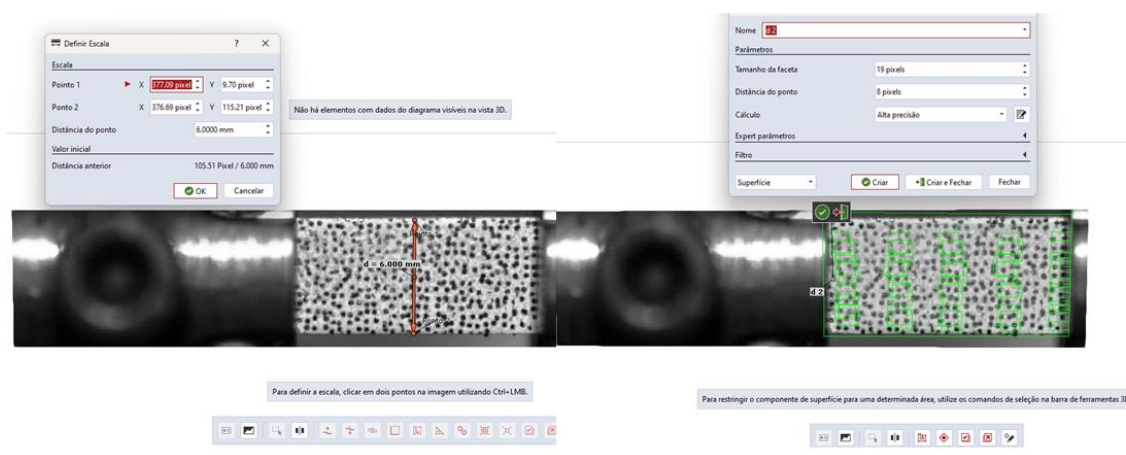 Definir Escala ? X
Escala
Pointo 1 X 377.09 pixel Y 9.70 pixel
Ponto 2 X 376.69 pixel Y 115.21 pixel
Distância do ponto 6.0000 mm
Valor inicial
Distância anterior 105.51 Pixel / 6.000 mm
OK Cancelar
Não há elementos com dados do diagrama visíveis na vista 3D.
d = 6.000 mm
Para definir a escala, clicar em dois pontos na imagem utilizando Ctrl+LMB.
Nome d 2
Parâmetros
Tamanho da faceta 19 pixels
Distância do ponto 8 pixels
Cálculo Alta precisão
Expert parámetros
Filtro
Superfície Criar Criar e Fechar Fechar
d 2
Para restringir o componente de superfície para uma determinada área, utilize os comandos de seleção na barra de ferramentas 3D